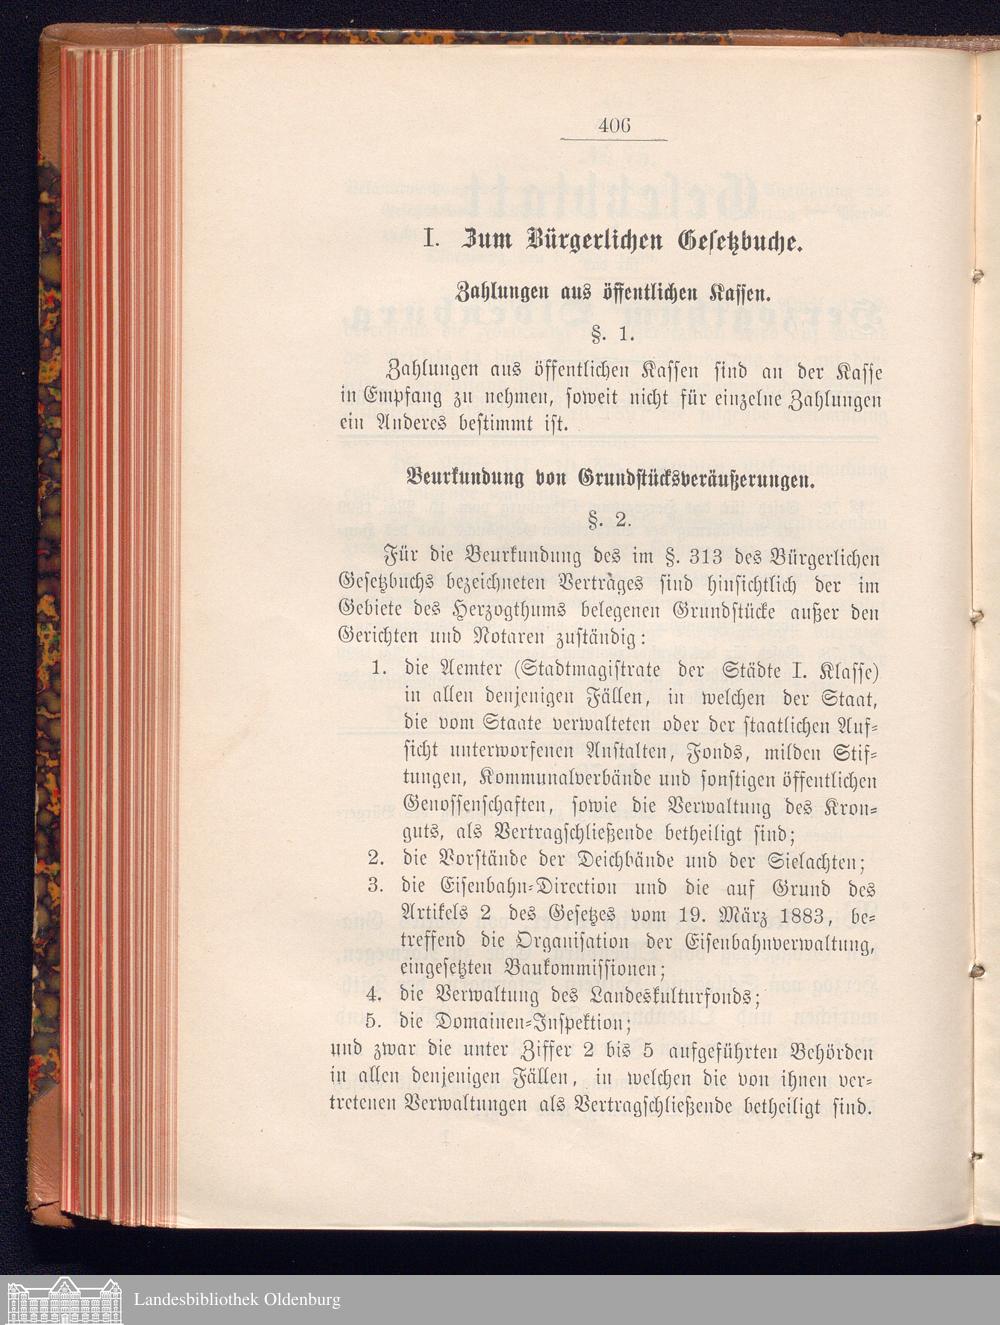 406
I. Zum Bürgerlichen Gesetzbuche.
Zahlungen aus öffentlichen Kassen.
§. 1.
Zahlungen aus öffentlichen Kassen sind an der Kasse
in Empfang zu nehmen, soweit nicht für einzelne Zahlungen
ein Anderes bestimmt ist.
Beurkundung von Grundstücksveräußerungen.
§. 2.
Für die Beurkundung des im §. 313 des Bürgerlichen
Gesetzbuchs bezeichneten Vertrages sind hinsichtlich der im
Gebiete des Herzogthums belegenen Grundstücke außer den
Gerichten und Notaren zuständig:
1. die Aemter (Stadtmagistrate der Städte I. Klasse)
in allen denjenigen Fällen, in welchen der Staat,
die vom Staate verwalteten oder der staatlichen Auf-
sicht unterworfenen Anstalten, Fonds, milden Stif-
tungen, Kommunalverbände und sonstigen öffentlichen
Genossenschaften, sowie die Verwaltung des Kron-
guts, als Vertragschließende betheiligt sind;
2. die Vorstände der Deichbände und der Sielachten;
3. die Eisenbahn-Direction und die auf Grund des
Artikels 2 des Gesetzes vom 19. März 1883, be-
treffend die Organisation der Eisenbahnverwaltung,
eingesetzten Baukommissionen;
4. die Verwaltung des Landeskulturfonds;
5. die Domainen-Inspektion;
und zwar die unter Ziffer 2 bis 5 aufgeführten Behörden
in allen denjenigen Fällen, in welchen die von ihnen ver-
tretenen Verwaltungen als Vertragschließende betheiligt sind.
Landesbibliothek Oldenburg